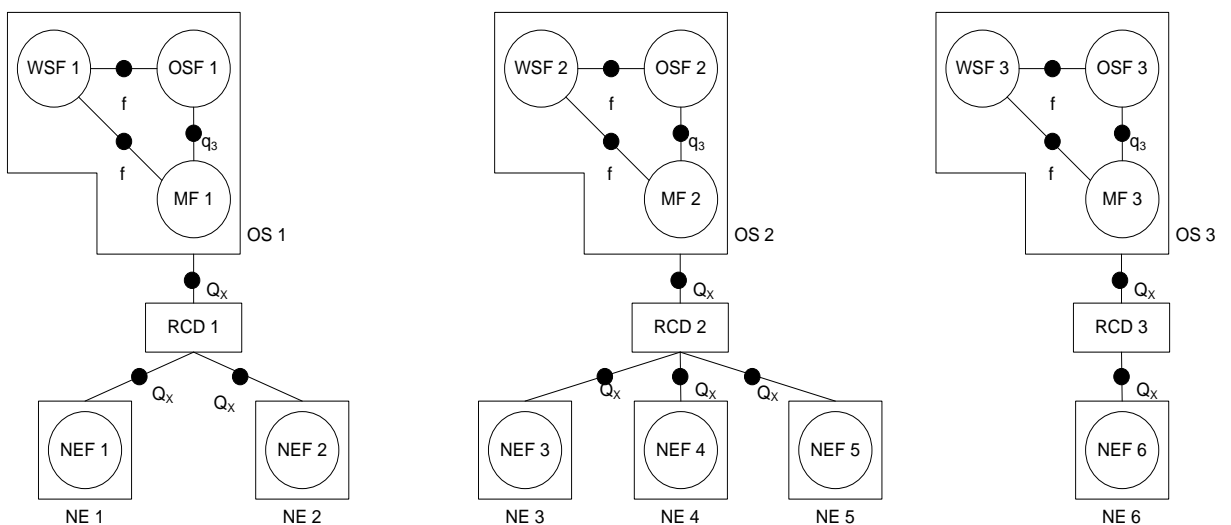 WSF 1
OSF 1
f
q3
f
MF 1
OS 1
QX
RCD 1
QX
QX
NEF 1
NEF 2
NE 1
NE 2
WSF 2
OSF 2
f
q3
f
MF 2
OS 2
QX
RCD 2
QX
QX
QX
NEF 3
NEF 4
NEF 5
NE 3
NE 4
NE 5
WSF 3
OSF 3
f
q3
f
MF 3
OS 3
QX
RCD 3
QX
NEF 6
NE 6